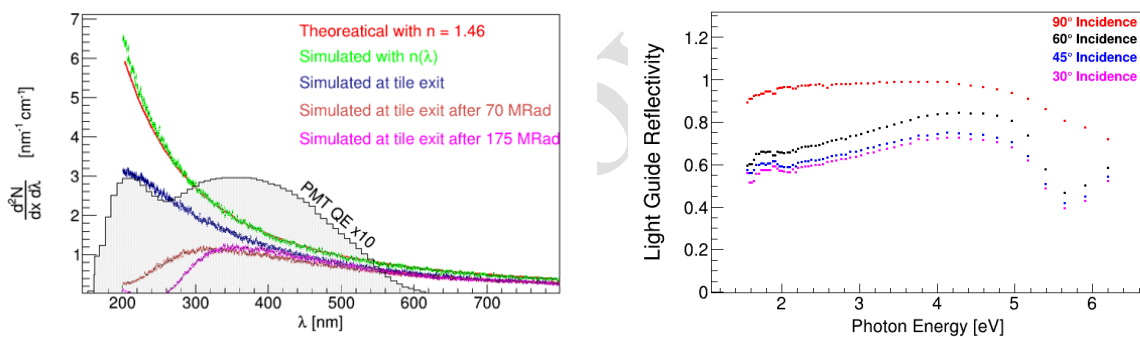 7
6
5
4
3
2
1
d²N
dx dλ
[nm⁻¹ cm⁻¹]
Theoreatical with n = 1.46
Simulated with n(λ)
Simulated at tile exit
Simulated at tile exit after 70 MRad
Simulated at tile exit after 175 MRad
PMT QE x10
200 300 400 500 600 700
λ [nm]
Light Guide Reflectivity
1.2
1
0.8
0.6
0.4
0.2
0
90° Incidence
60° Incidence
45° Incidence
30° Incidence
2 3 4 5 6
Photon Energy [eV]